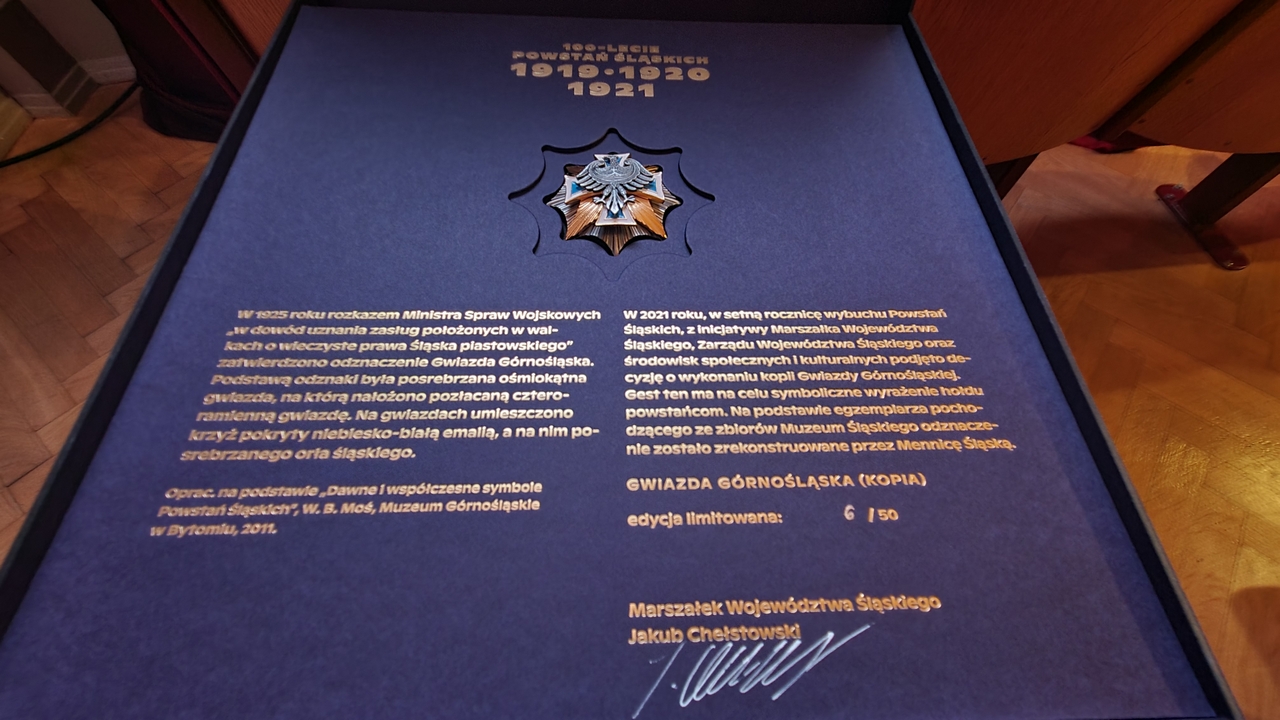 100-LECIE
POWSTAŃ ŚLĄSKICH
1919•1920
1921
W 1925 roku rozkazem Ministra Spraw Wojskowych
„w dowód uznania zasług położonych w wal-
kach o wieczyste prawa Śląska piastowskiego”
zatwierdzono odznaczenie Gwiazda Górnośląska.
Podstawą odznaki była posrebrzana ośmiokątna
gwiazda, na którą nałożono pozłacaną cztero-
ramienną gwiazdę. Na gwiazdach umieszczono
krzyż pokryty niebiesko-białą emalią, a na nim po-
srebrzanego orła śląskiego.
Oprac. na podstawie „Dawne i współczesne symbole
Powstań Śląskich”, W. B. Moś, Muzeum Górnośląskie
w Bytomiu, 2011.
W 2021 roku, w setną rocznicę wybuchu Powstań
Śląskich, z inicjatywy Marszałka Województwa
Śląskiego, Zarządu Województwa Śląskiego oraz
środowisk społecznych i kulturalnych podjęto de-
cyzję o wykonaniu kopii Gwiazdy Górnośląskiej.
Gest ten ma na celu symboliczne wyrażenie hołdu
powstańcom. Na podstawie egzemplarza pocho-
dzącego ze zbiorów Muzeum Śląskiego odznacze-
nie zostało zrekonstruowane przez Mennicę Śląską.
GWIAZDA GÓRNOŚLĄSKA (KOPIA)
edycja limitowana: 6 / 50
Marszałek Województwa Śląskiego
Jakub Chełstowski